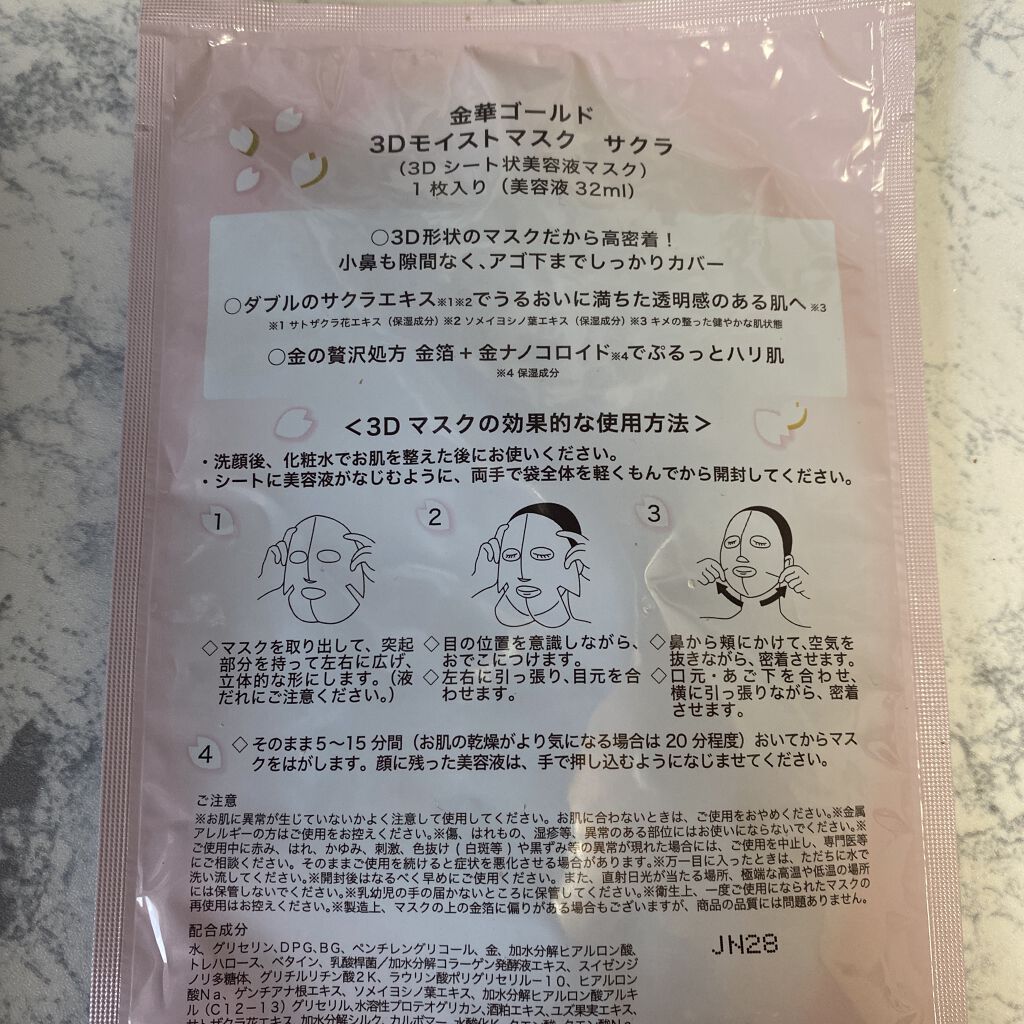 金華ゴールド
3Dモイストマスク サクラ
(3Dシート状美容液マスク)
1枚入り(美容液 32ml)
○3D形状のマスクだから高密着!
小鼻も隙間なく、アゴ下までしっかりカバー
○ダブルのサクラエキス※1※2でうるおいに満ちた透明感のある肌へ※3
※1 サトザクラ花エキス(保湿成分)※2 ソメイヨシノ葉エキス(保湿成分)※3 キメの整った健やかな肌状態
○金の贅沢処方 金箔+金ナノコロイド※4でぷるっとハリ肌
※4 保湿成分
<3Dマスクの効果的な使用方法>
・洗顔後、化粧水でお肌を整えた後にお使いください。
・シートに美容液がなじむように、両手で袋全体を軽くもんでから開封してください。
1
◇マスクを取り出して、突起
部分を持って左右に広げ、
立体的な形にします。(液
だれにご注意ください。)
2
◇目の位置を意識しながら、
おでこにつけます。
◇左右に引っ張り、目元を合
わせます。
3
◇鼻から頬にかけて、空気を
抜きながら、密着させます。
◇口元・あご下を合わせ、
横に引っ張りながら、密着
させます。
4 ◇そのまま5〜15分間(お肌の乾燥がより気になる場合は20分程度)おいてからマス
クをはがします。顔に残った美容液は、手で押し込むようになじませてください。
ご注意
※お肌に異常が生じていないかよく注意して使用してください。お肌に合わないときは、ご使用をおやめください。※金属
アレルギーの方はご使用をお控えください。※傷、はれもの、湿疹等、異常のある部位にはお使いにならないでください。※
ご使用中に赤み、はれ、かゆみ、刺激、色抜け(白斑等)や黒ずみ等の異常が現れた場合には、ご使用を中止し、専門医等
にご相談ください。そのままご使用を続けると症状を悪化させる場合があります。※万一目に入ったときは、ただちに水で
洗い流してください。※開封後はなるべく早めにご使用ください。また、直射日光が当たる場所、極端な高温や低温の場所
には保管しないでください。※乳幼児の手の届かないところに保管してください。※衛生上、一度ご使用になられたマスクの
再使用はお控えください。※製造上、マスクの上の金箔に偏りがある場合もございますが、商品の品質には問題ありません。
配合成分
水、グリセリン、DPG、BG、ペンチレングリコール、金、加水分解ヒアルロン酸、
トレハロース、ベタイン、乳酸桿菌/加水分解コラーゲン発酵液エキス、スイゼンジ
ノリ多糖体、グリチルリチン酸2K、ラウリン酸ポリグリセリル−10、ヒアルロン
酸Na、ゲンチアナ根エキス、ソメイヨシノ葉エキス、加水分解ヒアルロン酸アルキ
ル(C12−13)グリセリル、水溶性プロテオグリカン、酒粕エキス、ユズ果実エキス、
サトザクラ花エキス、加水分解シルク、カルボマー、水酸化K、クエン酸、クエン酸Na、
JN28